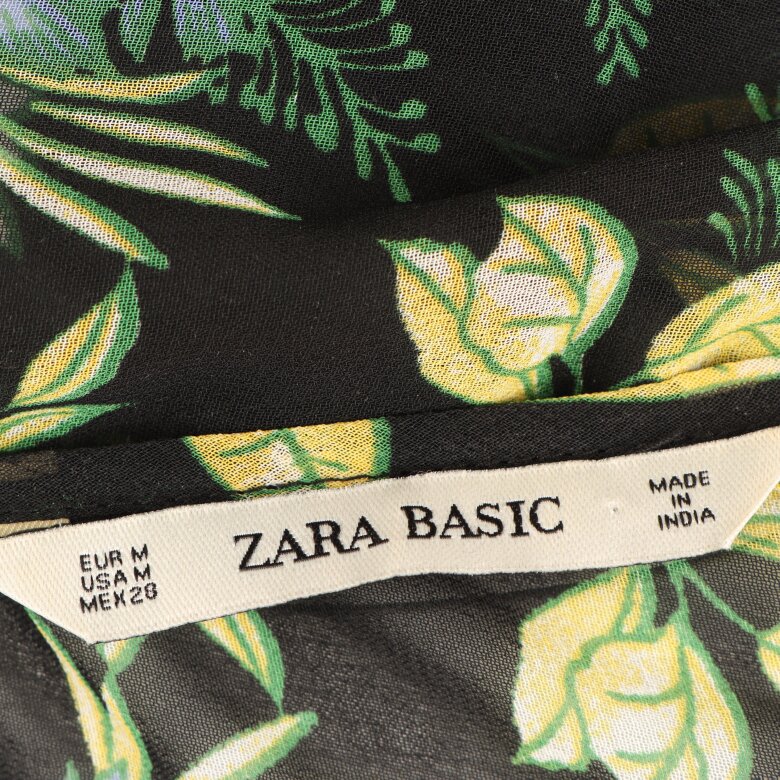 EUR M
USA M
MEX 28
ZARA BASIC
MADE
IN
INDIA